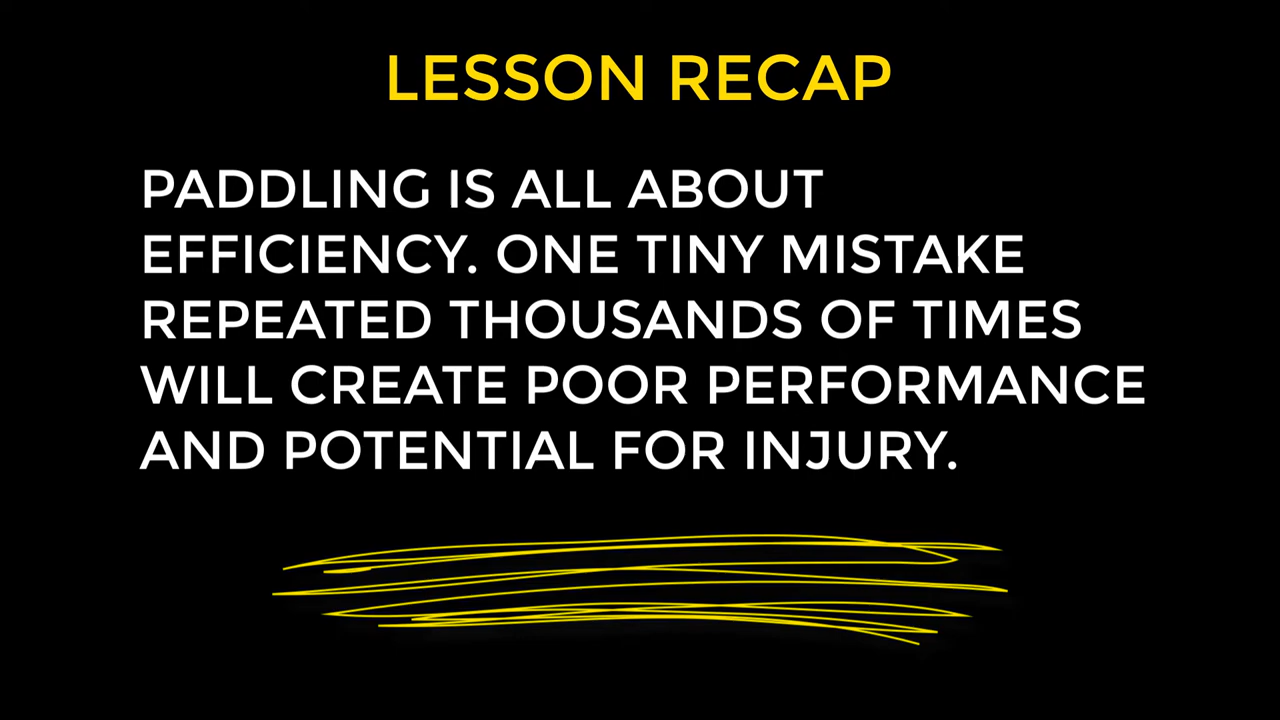 LESSON RECAP
PADDLING IS ALL ABOUT
EFFICIENCY. ONE TINY MISTAKE
REPEATED THOUSANDS OF TIMES
WILL CREATE POOR PERFORMANCE
AND POTENTIAL FOR INJURY.